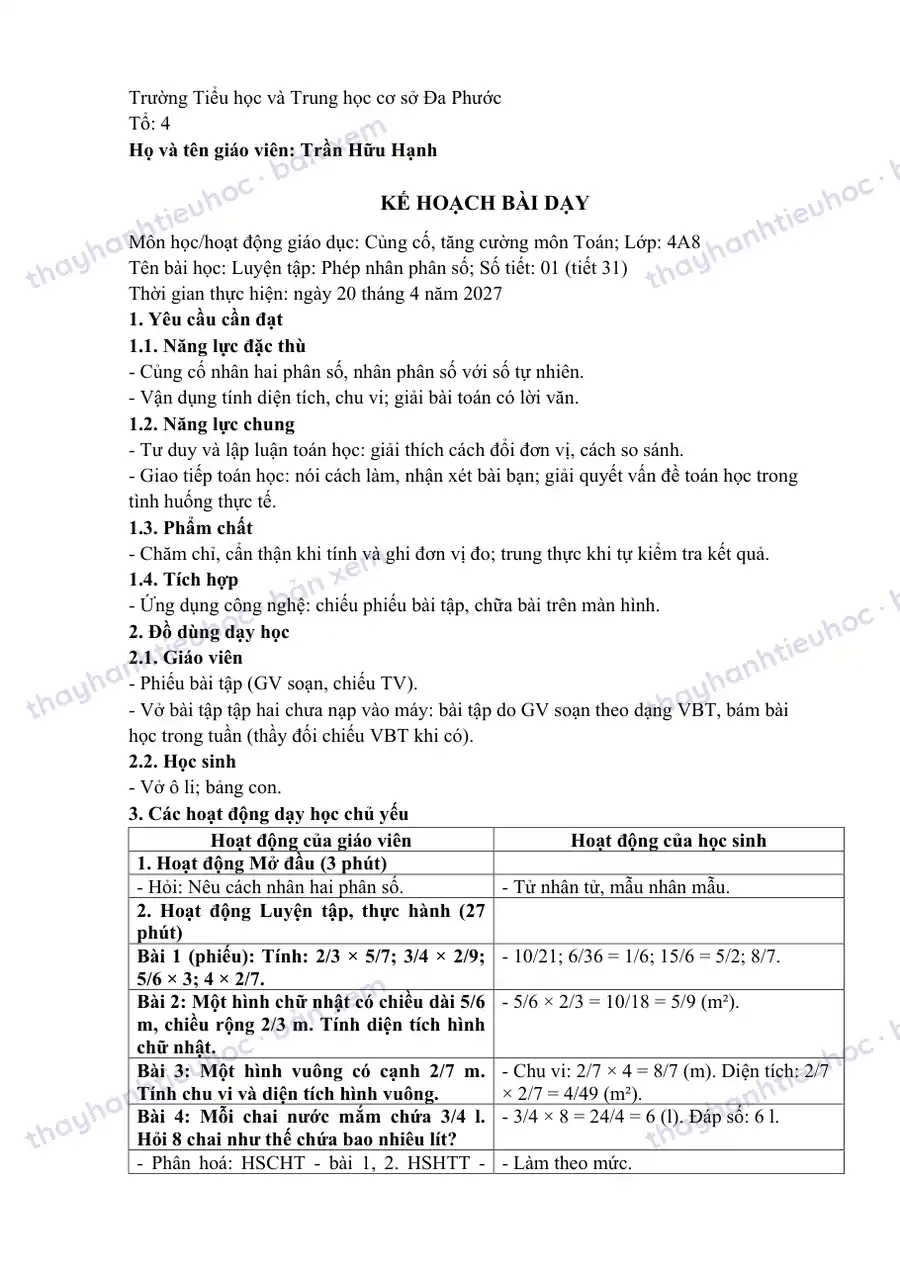 Trường Tiểu học và Trung học cơ sở Đa Phước
Tổ: 4
Họ và tên giáo viên: Trần Hữu Hạnh
KẾ HOẠCH BÀI DẠY
Môn học/hoạt động giáo dục: Củng cố, tăng cường môn Toán; Lớp: 4A8
Tên bài học: Luyện tập: Phép nhân phân số; Số tiết: 01 (tiết 31)
Thời gian thực hiện: ngày 20 tháng 4 năm 2027
1. Yêu cầu cần đạt
1.1. Năng lực đặc thù
- Củng cố nhân hai phân số, nhân phân số với số tự nhiên.
- Vận dụng tính diện tích, chu vi; giải bài toán có lời văn.
1.2. Năng lực chung
- Tư duy và lập luận toán học: giải thích cách đổi đơn vị, cách so sánh.
- Giao tiếp toán học: nói cách làm, nhận xét bài bạn; giải quyết vấn đề toán học trong
tình huống thực tế.
1.3. Phẩm chất
- Chăm chỉ, cẩn thận khi tính và ghi đơn vị đo; trung thực khi tự kiểm tra kết quả.
1.4. Tích hợp
- Ứng dụng công nghệ: chiếu phiếu bài tập, chữa bài trên màn hình.
2. Đồ dùng dạy học
2.1. Giáo viên
- Phiếu bài tập (GV soạn, chiếu TV).
- Vở bài tập tập hai chưa nạp vào máy: bài tập do GV soạn theo dạng VBT, bám bài
học trong tuần (thầy đối chiếu VBT khi có).
2.2. Học sinh
- Vở ô li; bảng con.
3. Các hoạt động dạy học chủ yếu
Hoạt động của giáo viên
Hoạt động của học sinh
1. Hoạt động Mở đầu (3 phút)
- Hỏi: Nêu cách nhân hai phân số.
- Tử nhân tử, mẫu nhân mẫu.
2. Hoạt động Luyện tập, thực hành (27
phút)
Bài 1 (phiếu): Tính: 2/3 × 5/7; 3/4 × 2/9;
5/6 × 3; 4 × 2/7.
- 10/21; 6/36 = 1/6; 15/6 = 5/2; 8/7.
Bài 2: Một hình chữ nhật có chiều dài 5/6
m, chiều rộng 2/3 m. Tính diện tích hình
chữ nhật.
- 5/6 × 2/3 = 10/18 = 5/9 (m²).
Bài 3: Một hình vuông có cạnh 2/7 m.
Tính chu vi và diện tích hình vuông.
- Chu vi: 2/7 × 4 = 8/7 (m). Diện tích: 2/7
× 2/7 = 4/49 (m²).
Bài 4: Mỗi chai nước mắm chứa 3/4 l.
Hỏi 8 chai như thế chứa bao nhiêu lít?
- 3/4 × 8 = 24/4 = 6 (l). Đáp số: 6 l.
- Phân hoá: HSCHT - bài 1, 2. HSHTT -
- Làm theo mức.
thayhanhtieuhoc · bản xem
thayhanhtieuhoc · b
thayhanhtieuhoc · bản xem
thayhanhtieuhoc · b
thayhanhtieuhoc · bản xem
thayhanhtieuhoc · b